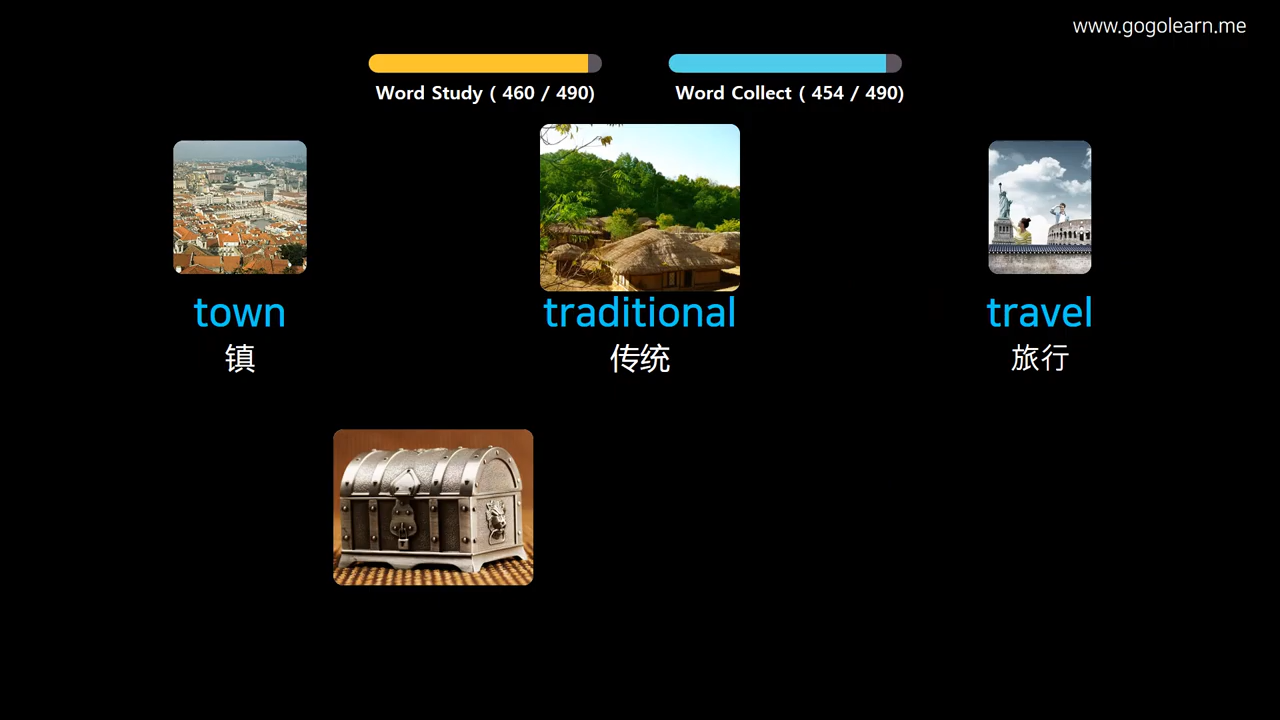 www.gogolearn.me
Word Study ( 460 / 490)
Word Collect ( 454 / 490)
town
traditional
travel
镇
传统
旅行